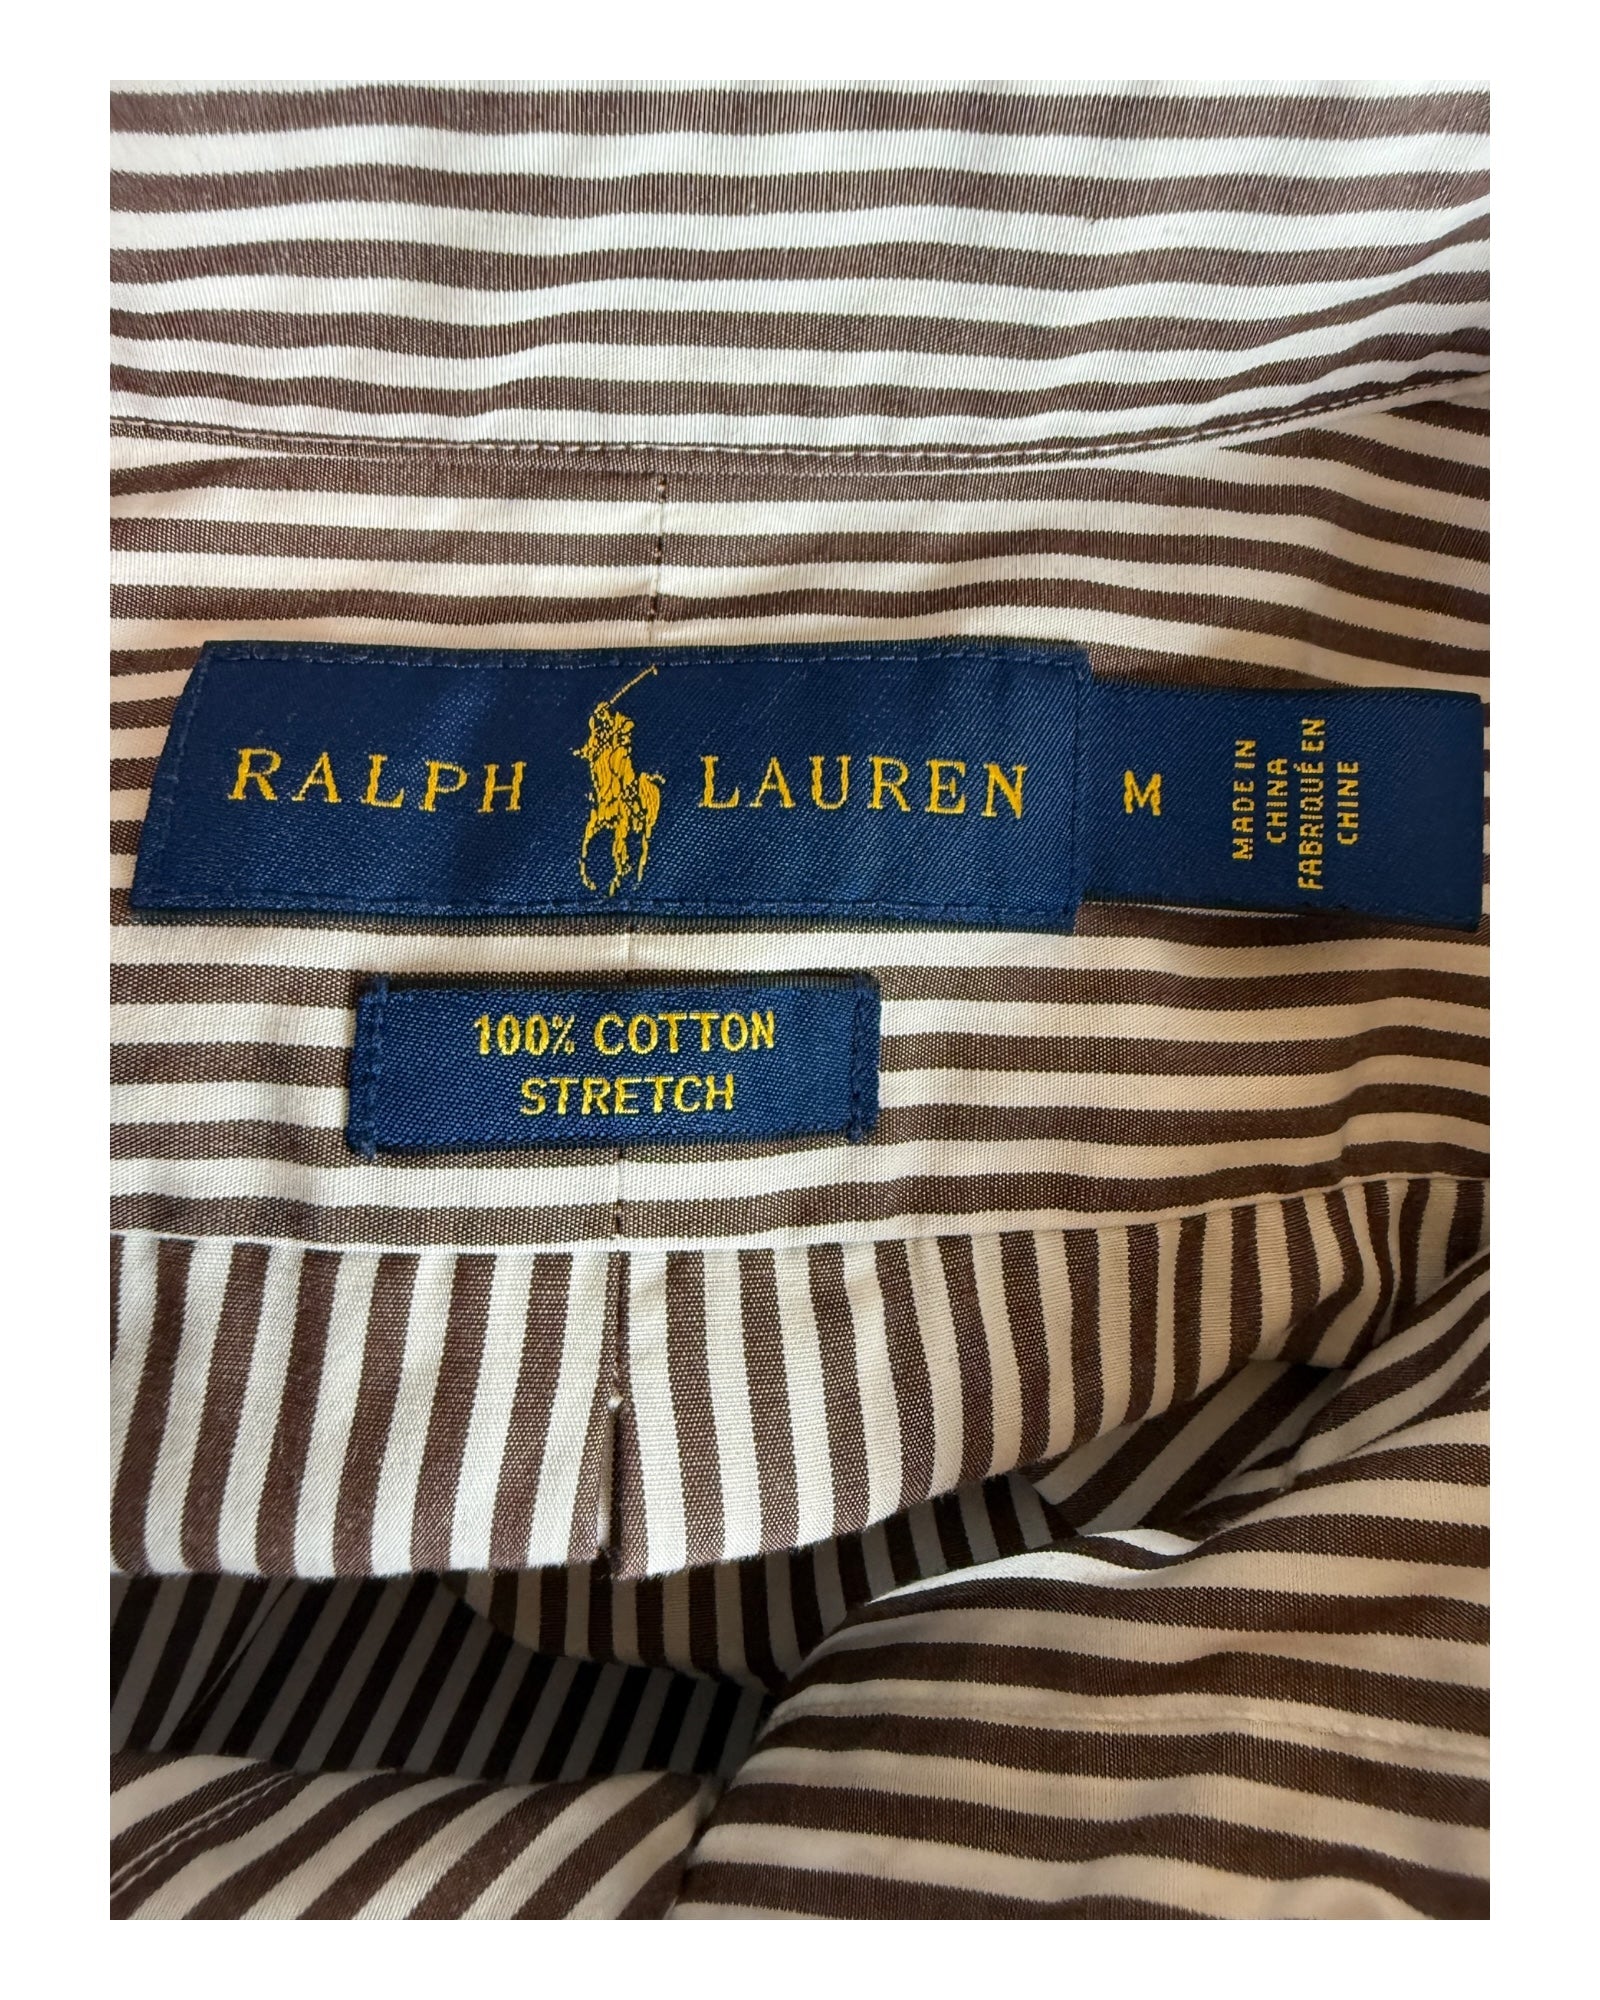 RALPH LAUREN
M
MADE IN
CHINA
FABRIQUÉ EN
CHINE
100% COTTON
STRETCH